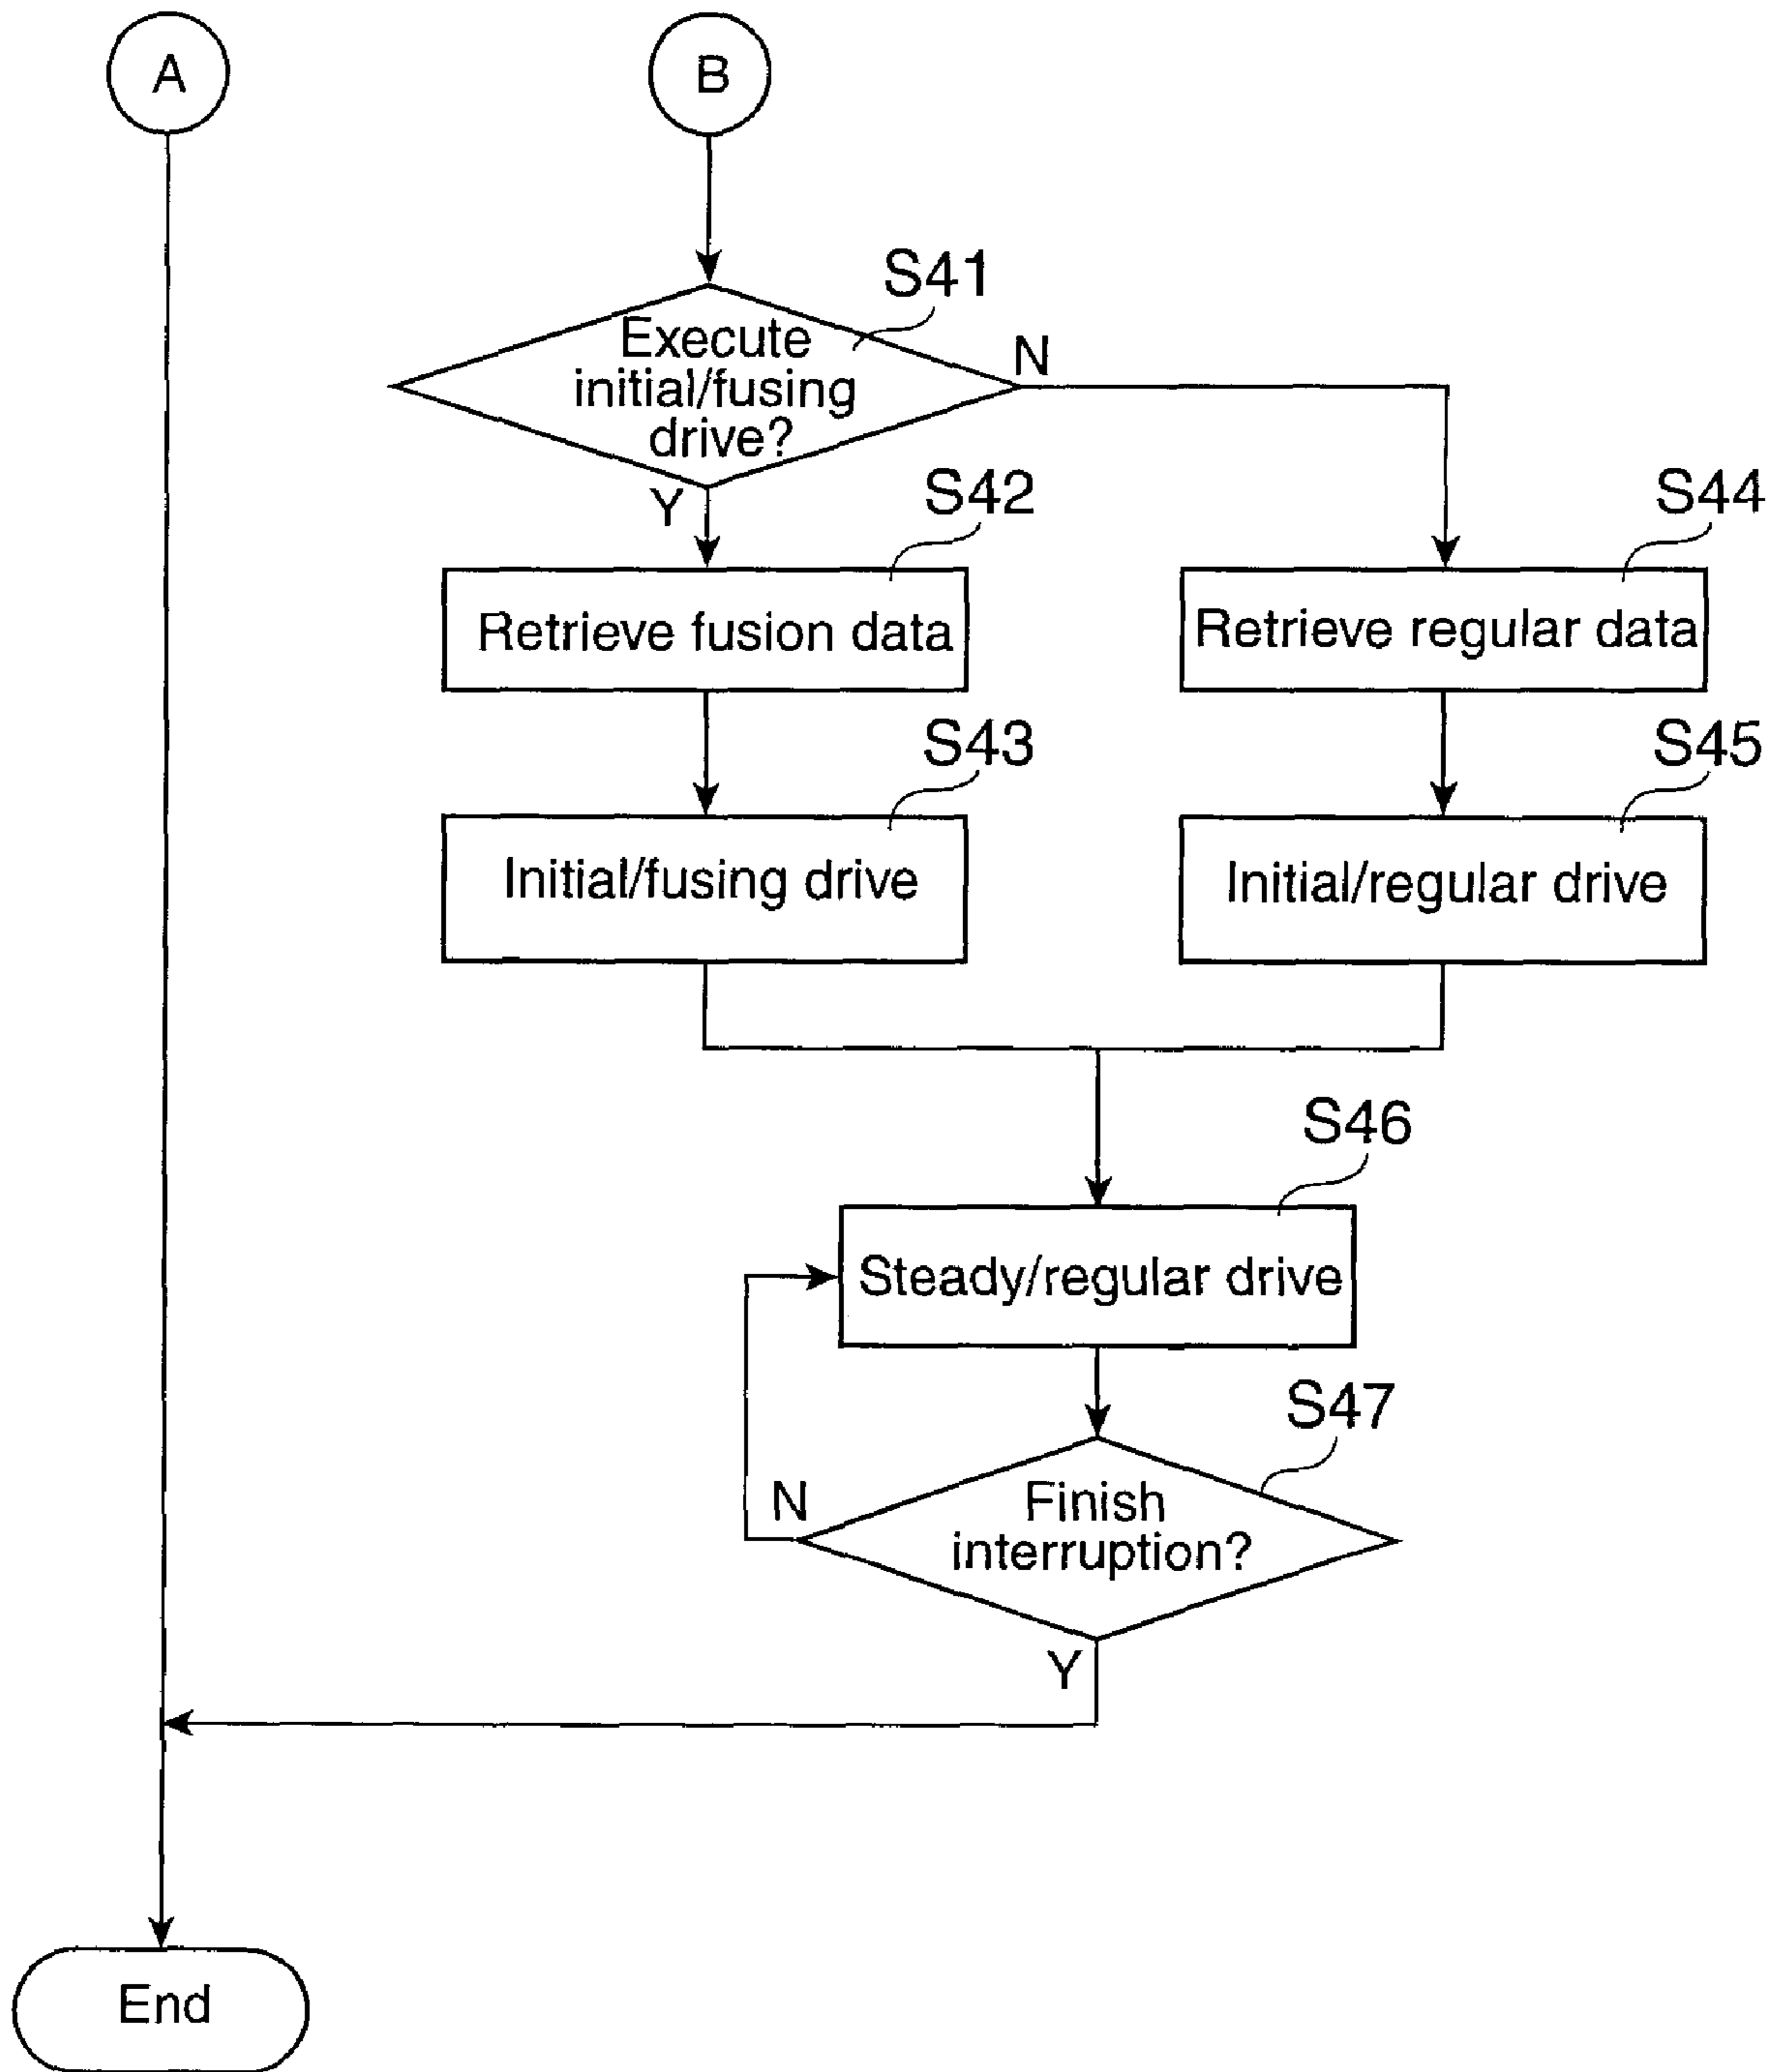 A
B
S41
Execute
initial/fusing
drive?
N
Y
S42
S44
Retrieve fusion data
Retrieve regular data
S43
S45
Initial/fusing drive
Initial/regular drive
S46
Steady/regular drive
S47
N
Finish
interruption?
Y
End